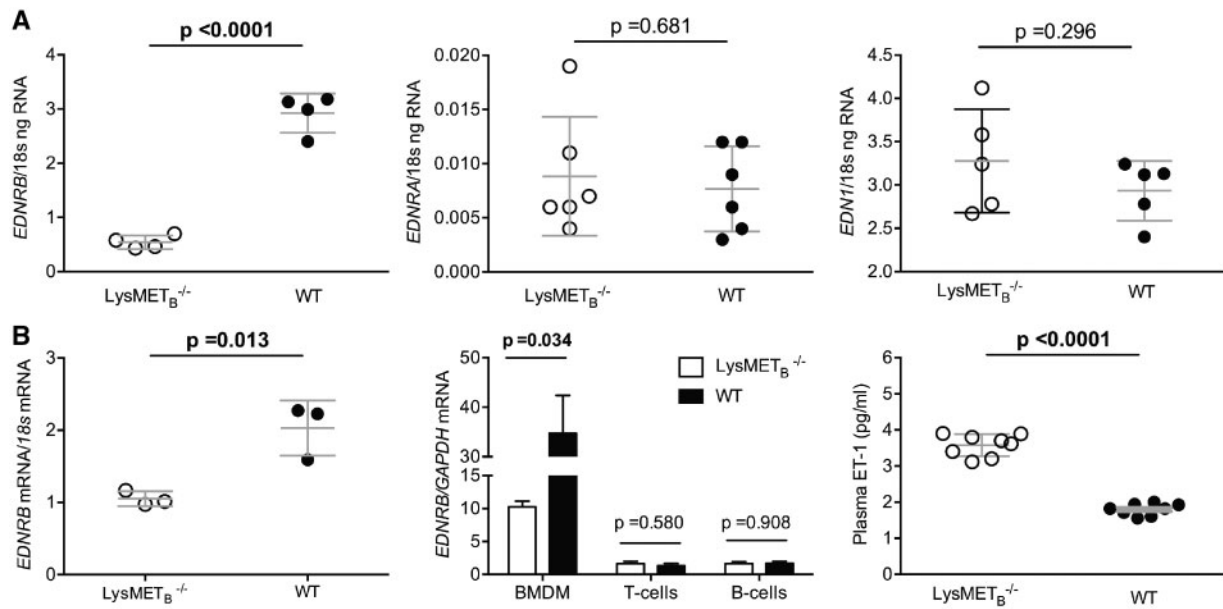 A
p <0.0001
EDNRB/18s ng RNA
4
3
2
1
0
LysMETB-/-
WT
p =0.681
EDNRA/18s ng RNA
0.020
0.015
0.010
0.005
0.000
LysMETB-/-
WT
p =0.296
EDN1/18s ng RNA
4.5
4.0
3.5
3.0
2.5
2.0
LysMETB-/-
WT
B
p =0.013
EDNRB mRNA/18s mRNA
3
2
1
0
LysMETB-/-
WT
p =0.034
EDNRB/GAPDH mRNA
50
40
30
15
10
5
0
LysMETB-/-
WT
p =0.580
p =0.908
BMDM
T-cells
B-cells
p <0.0001
Plasma ET-1 (pg/ml)
6
4
2
0
LysMETB-/-
WT